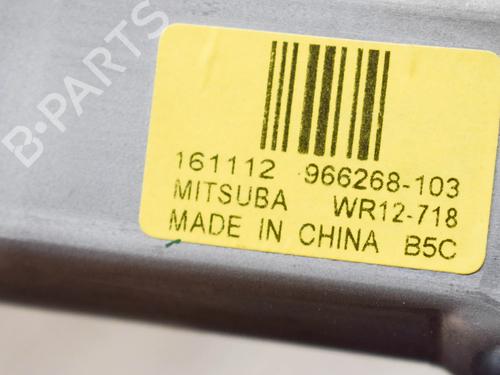 B-PARTS
161112 966268-103
MITSUBA WR12-718
MADE IN CHINA B5C